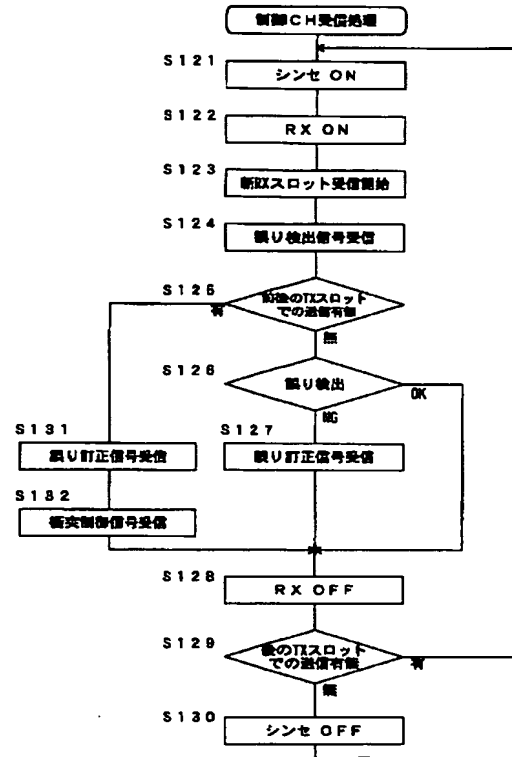 制御CH受信処理
S121
シンセ ON
S122
RX ON
S123
新RXスロット受信開始
S124
誤り検出信号受信
S125
前後のTXスロット
での送信有無
有
無
S126
誤り検出
OK
NG
S131
誤り訂正信号受信
S127
誤り訂正信号受信
S132
衝突制御信号受信
S128
RX OFF
S129
後のTXスロット
での送信有無
有
無
S130
シンセ OFF